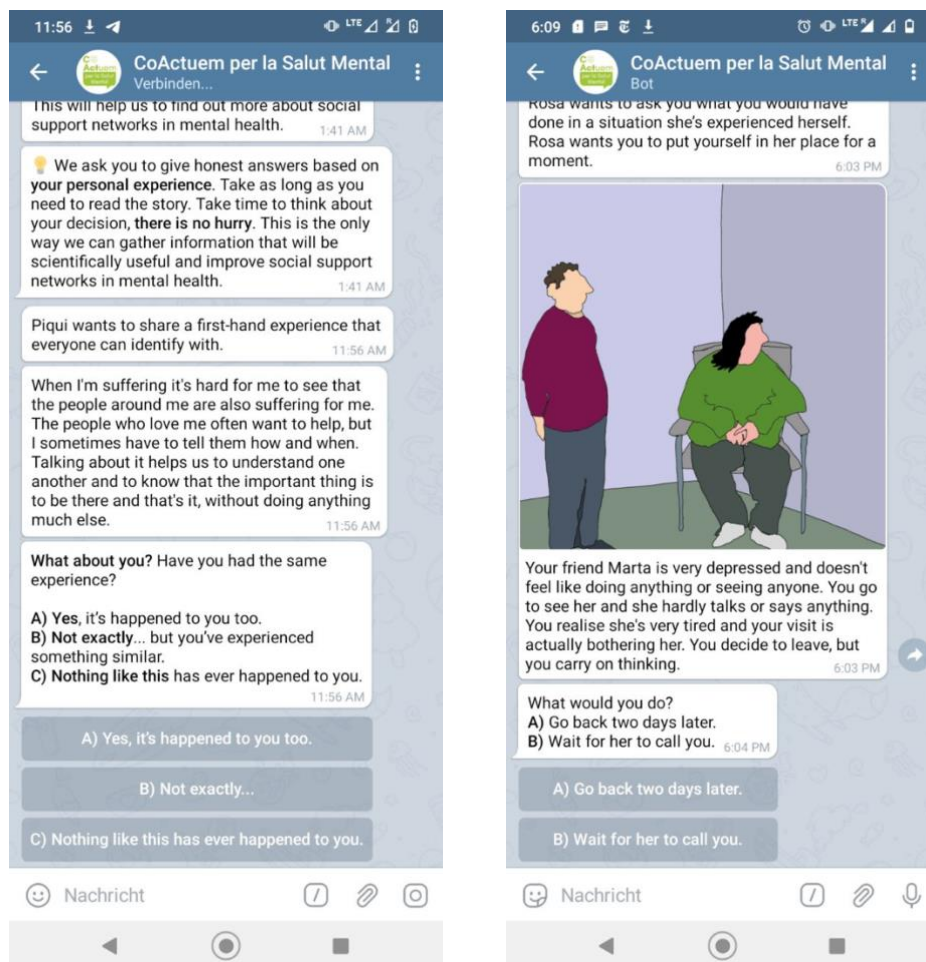 11:56
LTE R
CoActuem per la Salut Mental
Verbinden...
This will help us to find out more about social
support networks in mental health.
1:41 AM
We ask you to give honest answers based on
your personal experience. Take as long as you
need to read the story. Take time to think about
your decision, there is no hurry. This is the only
way we can gather information that will be
scientifically useful and improve social support
networks in mental health.
1:41 AM
Piqui wants to share a first-hand experience that
everyone can identify with.
11:56 AM
When I'm suffering it's hard for me to see that
the people around me are also suffering for me.
The people who love me often want to help, but
I sometimes have to tell them how and when.
Talking about it helps us to understand one
another and to know that the important thing is
to be there and that's it, without doing anything
much else.
11:56 AM
What about you? Have you had the same
experience?
A) Yes, it's happened to you too.
B) Not exactly... but you've experienced
something similar.
C) Nothing like this has ever happened to you.
11:56 AM
A) Yes, it's happened to you too.
B) Not exactly...
C) Nothing like this has ever happened to you.
Nachricht
6:09
LTE R
CoActuem per la Salut Mental
Bot
Rosa wants to ask you what you would have
done in a situation she's experienced herself.
Rosa wants you to put yourself in her place for a
moment.
6:03 PM
Your friend Marta is very depressed and doesn't
feel like doing anything or seeing anyone. You go
to see her and she hardly talks or says anything.
You realise she's very tired and your visit is
actually bothering her. You decide to leave, but
you carry on thinking.
6:03 PM
What would you do?
A) Go back two days later.
B) Wait for her to call you.
6:04 PM
A) Go back two days later.
B) Wait for her to call you.
Nachricht